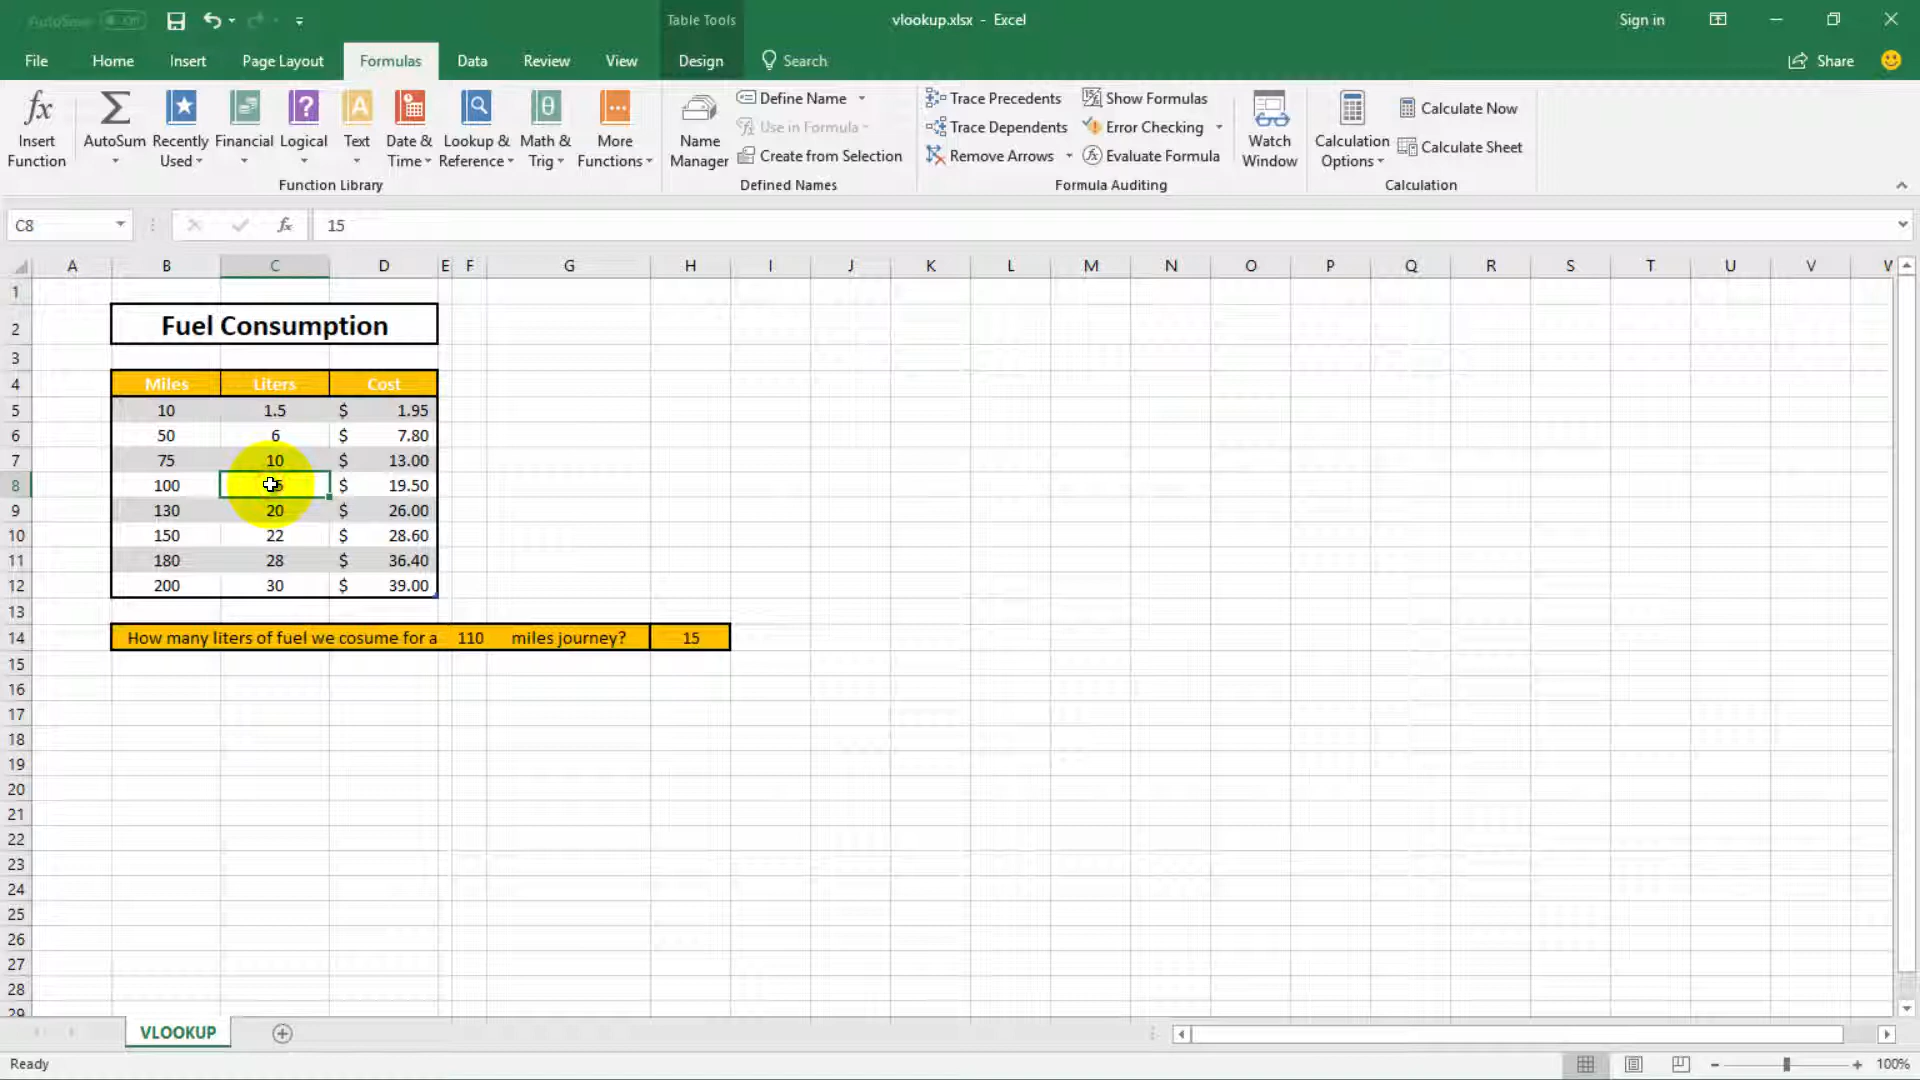 AutoSave Off
Table Tools
vlookup.xlsx - Excel
Sign in
File Home Insert Page Layout Formulas Data Review View Design Search Share
Insert Function
AutoSum
Recently Used
Financial
Logical
Text
Date & Time
Lookup & Reference
Math & Trig
More Functions
Function Library
Name Manager
Define Name
Use in Formula
Create from Selection
Defined Names
Trace Precedents
Trace Dependents
Remove Arrows
Show Formulas
Error Checking
Evaluate Formula
Formula Auditing
Watch Window
Calculation Options
Calculate Now
Calculate Sheet
Calculation
C8 fx 15
A B C D E F G H I J K L M N O P Q R S T U V
1
2 Fuel Consumption
3
4 Miles Liters Cost
5 10 1.5 $ 1.95
6 50 6 $ 7.80
7 75 10 $ 13.00
8 100 $ 19.50
9 130 20 $ 26.00
10 150 22 $ 28.60
11 180 28 $ 36.40
12 200 30 $ 39.00
13
14 How many liters of fuel we cosume for a 110 miles journey? 15
15
16
17
18
19
20
21
22
23
24
25
26
27
28
29
VLOOKUP
Ready
100%